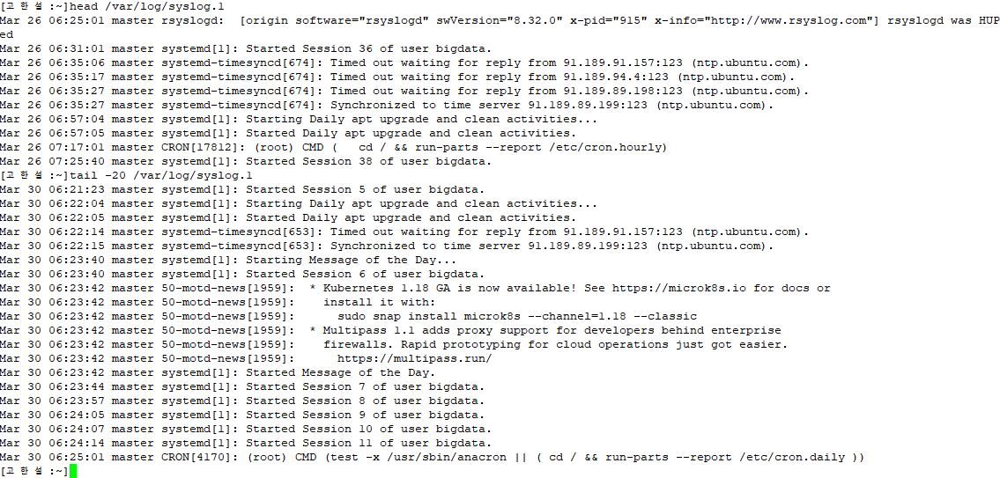 [고 한 설 :~]head /var/log/syslog.1
Mar 26 06:25:01 master rsyslogd:  [origin software="rsyslogd" swVersion="8.32.0" x-pid="915" x-info="http://www.rsyslog.com"] rsyslogd was HUP
ed
Mar 26 06:31:01 master systemd[1]: Started Session 36 of user bigdata.
Mar 26 06:35:06 master systemd-timesyncd[674]: Timed out waiting for reply from 91.189.91.157:123 (ntp.ubuntu.com).
Mar 26 06:35:17 master systemd-timesyncd[674]: Timed out waiting for reply from 91.189.94.4:123 (ntp.ubuntu.com).
Mar 26 06:35:27 master systemd-timesyncd[674]: Timed out waiting for reply from 91.189.89.198:123 (ntp.ubuntu.com).
Mar 26 06:35:27 master systemd-timesyncd[674]: Synchronized to time server 91.189.89.199:123 (ntp.ubuntu.com).
Mar 26 06:57:04 master systemd[1]: Starting Daily apt upgrade and clean activities...
Mar 26 06:57:05 master systemd[1]: Started Daily apt upgrade and clean activities.
Mar 26 07:17:01 master CRON[17812]: (root) CMD (   cd / && run-parts --report /etc/cron.hourly)
Mar 26 07:25:40 master systemd[1]: Started Session 38 of user bigdata.
[고 한 설 :~]tail -20 /var/log/syslog.1
Mar 30 06:21:23 master systemd[1]: Started Session 5 of user bigdata.
Mar 30 06:22:04 master systemd[1]: Starting Daily apt upgrade and clean activities...
Mar 30 06:22:05 master systemd[1]: Started Daily apt upgrade and clean activities.
Mar 30 06:22:14 master systemd-timesyncd[653]: Timed out waiting for reply from 91.189.91.157:123 (ntp.ubuntu.com).
Mar 30 06:22:15 master systemd-timesyncd[653]: Synchronized to time server 91.189.89.199:123 (ntp.ubuntu.com).
Mar 30 06:23:40 master systemd[1]: Starting Message of the Day...
Mar 30 06:23:40 master systemd[1]: Started Session 6 of user bigdata.
Mar 30 06:23:42 master 50-motd-news[1959]:  * Kubernetes 1.18 GA is now available! See https://microk8s.io for docs or
Mar 30 06:23:42 master 50-motd-news[1959]:    install it with:
Mar 30 06:23:42 master 50-motd-news[1959]:      sudo snap install microk8s --channel=1.18 --classic
Mar 30 06:23:42 master 50-motd-news[1959]:  * Multipass 1.1 adds proxy support for developers behind enterprise
Mar 30 06:23:42 master 50-motd-news[1959]:    firewalls. Rapid prototyping for cloud operations just got easier.
Mar 30 06:23:42 master 50-motd-news[1959]:      https://multipass.run/
Mar 30 06:23:42 master systemd[1]: Started Message of the Day.
Mar 30 06:23:44 master systemd[1]: Started Session 7 of user bigdata.
Mar 30 06:23:57 master systemd[1]: Started Session 8 of user bigdata.
Mar 30 06:24:05 master systemd[1]: Started Session 9 of user bigdata.
Mar 30 06:24:07 master systemd[1]: Started Session 10 of user bigdata.
Mar 30 06:24:14 master systemd[1]: Started Session 11 of user bigdata.
Mar 30 06:25:01 master CRON[4170]: (root) CMD (test -x /usr/sbin/anacron || ( cd / && run-parts --report /etc/cron.daily ))
[고 한 설 :~]